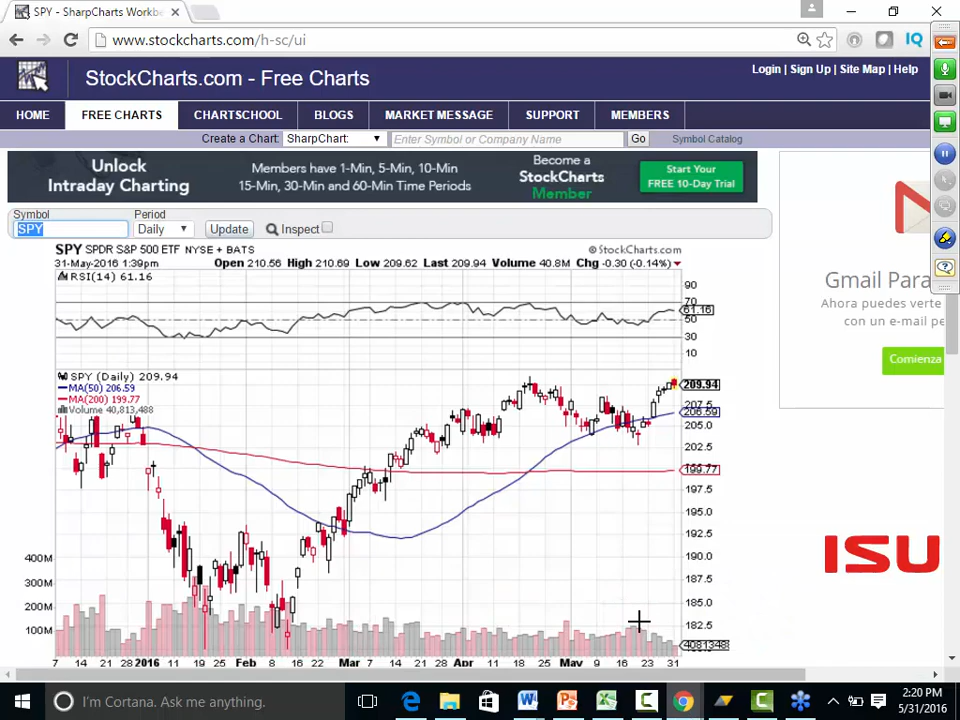 SPY - SharpCharts Workbe
www.stockcharts.com/h-sc/ui
IQ
StockCharts.com - Free Charts
Login | Sign Up | Site Map | Help
HOME
FREE CHARTS
CHARTSCHOOL
BLOGS
MARKET MESSAGE
SUPPORT
MEMBERS
Create a Chart: SharpChart: Enter Symbol or Company Name Go Symbol Catalog
Unlock
Intraday Charting
Members have 1-Min, 5-Min, 10-Min
15-Min, 30-Min and 60-Min Time Periods
Become a
StockCharts
Member
Start Your
FREE 10-Day Trial
Symbol
Period
SPY
Daily
Update
Inspect
SPY SPDR S&P 500 ETF NYSE + BATS
© StockCharts.com
31-May-2016 1:39pm
Open 210.56 High 210.69 Low 209.62 Last 209.94 Volume 40.8M Chg -0.30 (-0.14%)
RSI(14) 61.16
90
70
61.16
50
30
10
SPY (Daily) 209.94
MA(50) 206.59
MA(200) 199.77
Volume 40,813,488
209.94
207.5
206.59
205.0
202.5
199.77
197.5
195.0
192.5
190.0
187.5
185.0
182.5
40813488
400M
300M
200M
100M
7 14 21 28 2016 11 19 25 Feb 8 16 22 Mar 7 14 21 28 Apr 11 18 25 May 9 16 23 31
Gmail Para
Ahora puedes verte
con un e-mail pe
Comienza
ISU
I'm Cortana. Ask me anything.
2:20 PM
5/31/2016